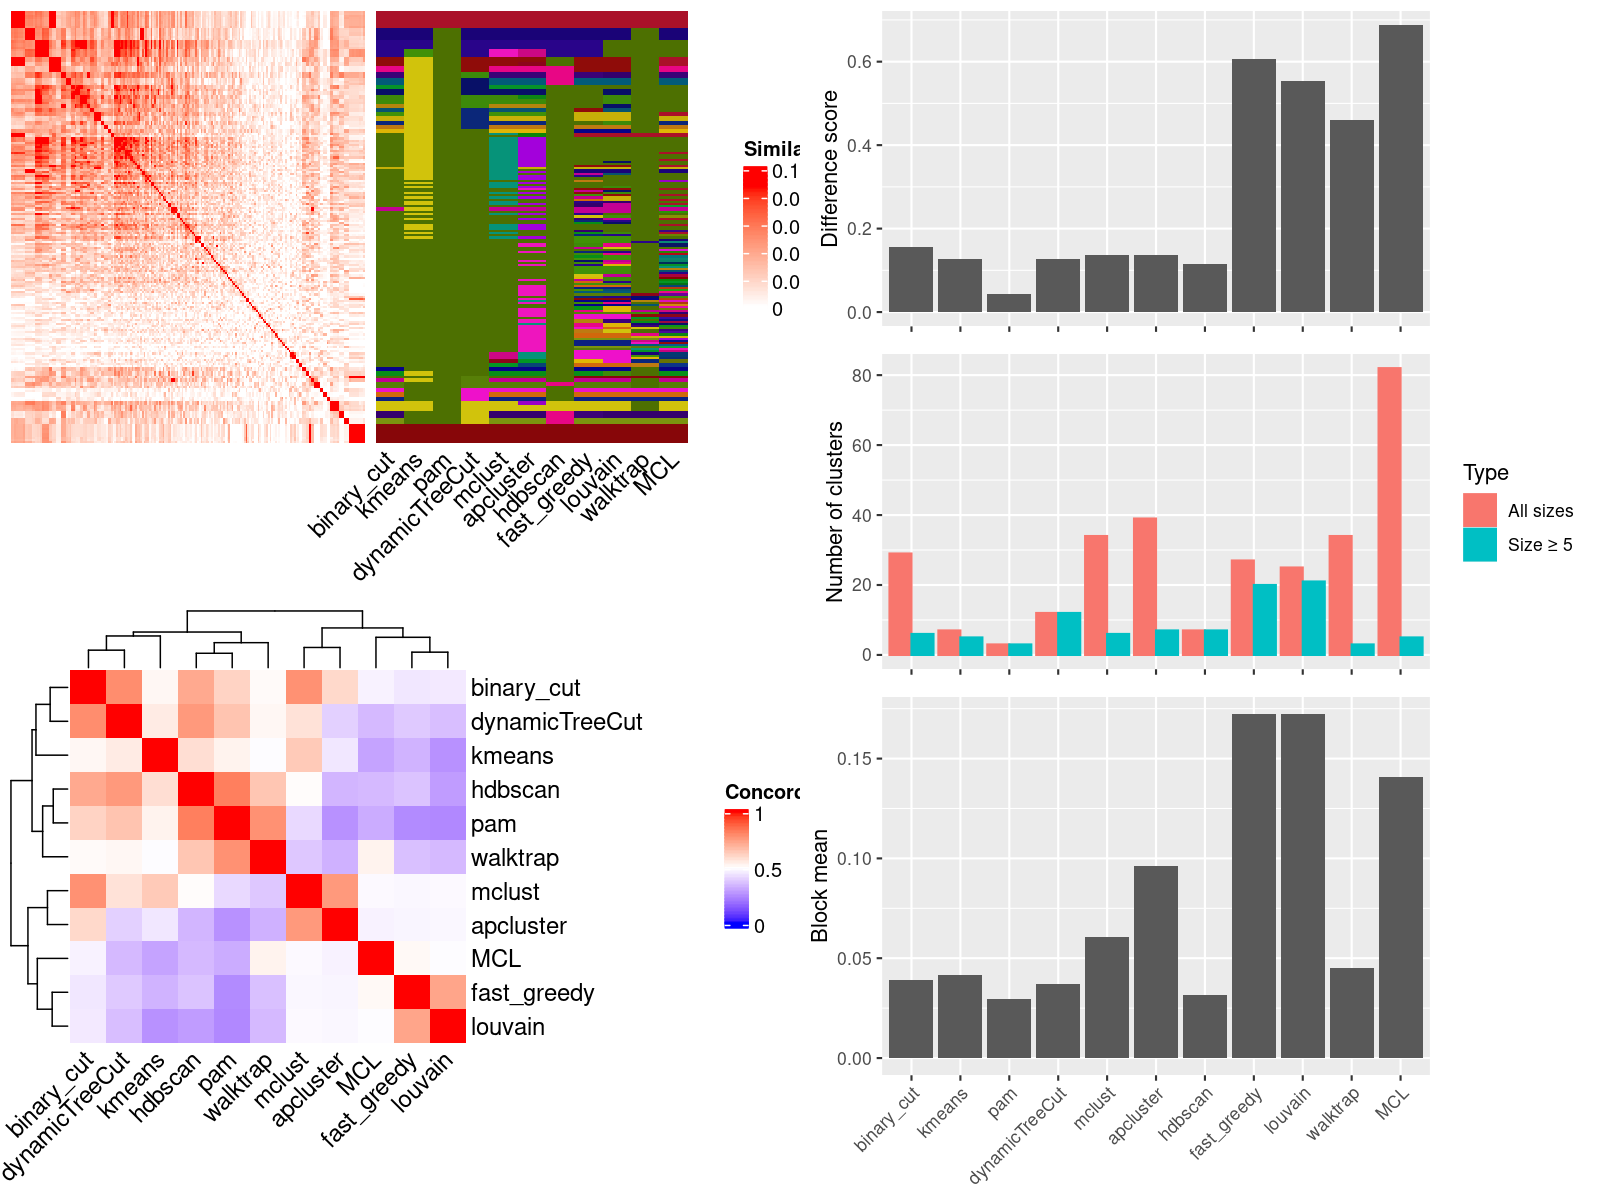 Simila
0.1
0.0
0.0
0.0
0.0
0
binary_cut
kmeans
pam
dynamicTreeCut
mclust
apcluster
hdbscan
fast_greedy
louvain
walktrap
MCL
binary_cut
dynamicTreeCut
kmeans
hdbscan
pam
walktrap
mclust
apcluster
MCL
fast_greedy
louvain
binary_cut
dynamicTreeCut
kmeans
hdbscan
pam
walktrap
mclust
apcluster
MCL
fast_greedy
louvain
Concord
1
0.5
0
Difference score
0.6
0.4
0.2
0.0
Number of clusters
80
60
40
20
0
Type
All sizes
Size ≥ 5
Block mean
0.15
0.10
0.05
0.00
binary_cut
kmeans
pam
dynamicTreeCut
mclust
apcluster
hdbscan
fast_greedy
louvain
walktrap
MCL